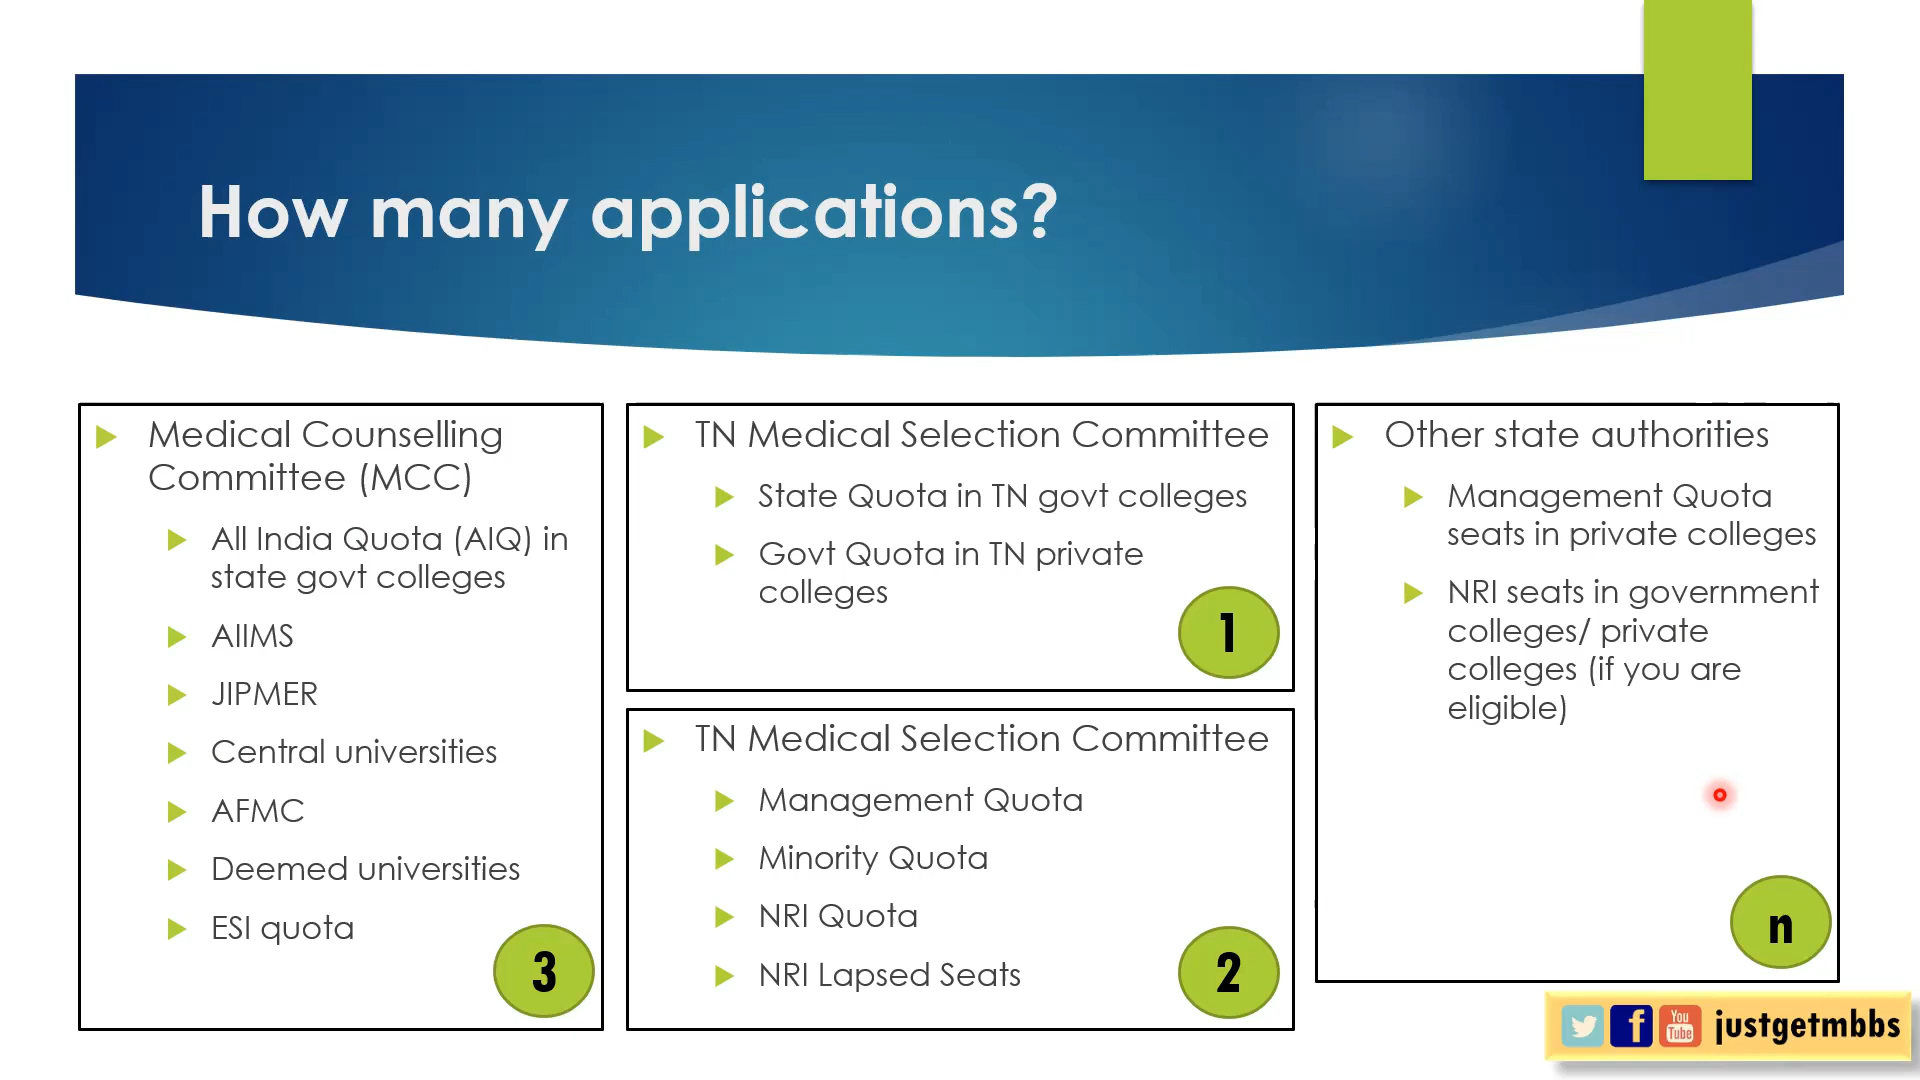 How many applications?
Medical Counselling
Committee (MCC)
All India Quota (AIQ) in
state govt colleges
AIIMS
JIPMER
Central universities
AFMC
Deemed universities
ESI quota
3
TN Medical Selection Committee
State Quota in TN govt colleges
Govt Quota in TN private
colleges
1
TN Medical Selection Committee
Management Quota
Minority Quota
NRI Quota
NRI Lapsed Seats
2
Other state authorities
Management Quota
seats in private colleges
NRI seats in government
colleges/ private
colleges (if you are
eligible)
n
f You Tube justgetmbbs